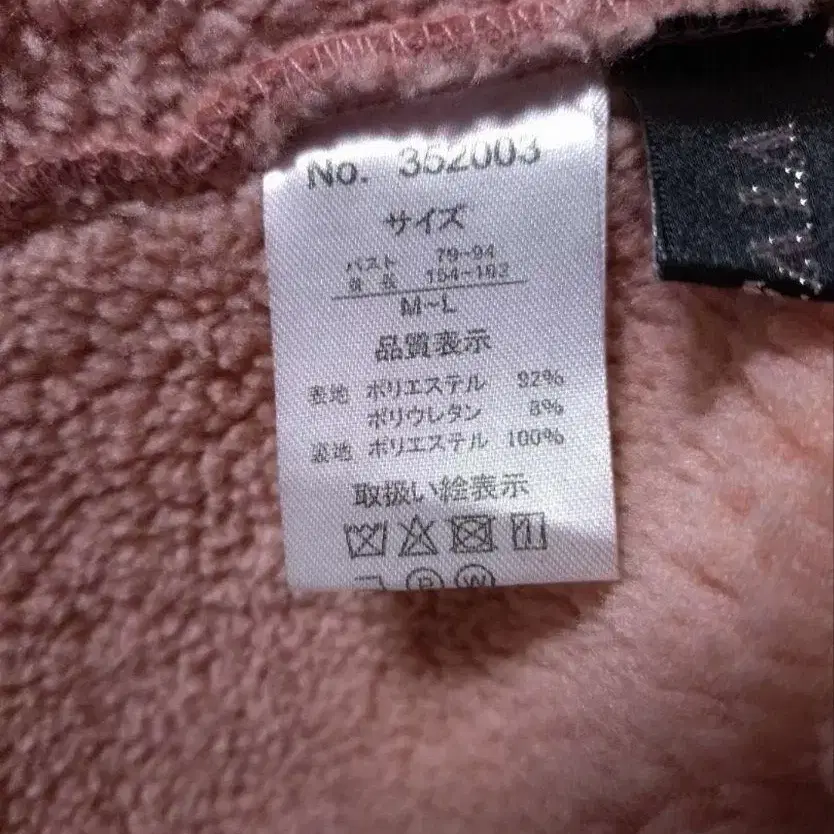 No. 352003
サイズ
バスト 79~94
身長 154~162
M~L
品質表示
表地 ポリエステル 92%
ポリウレタン 8%
裏地 ポリエステル 100%
取扱い絵表示
P W